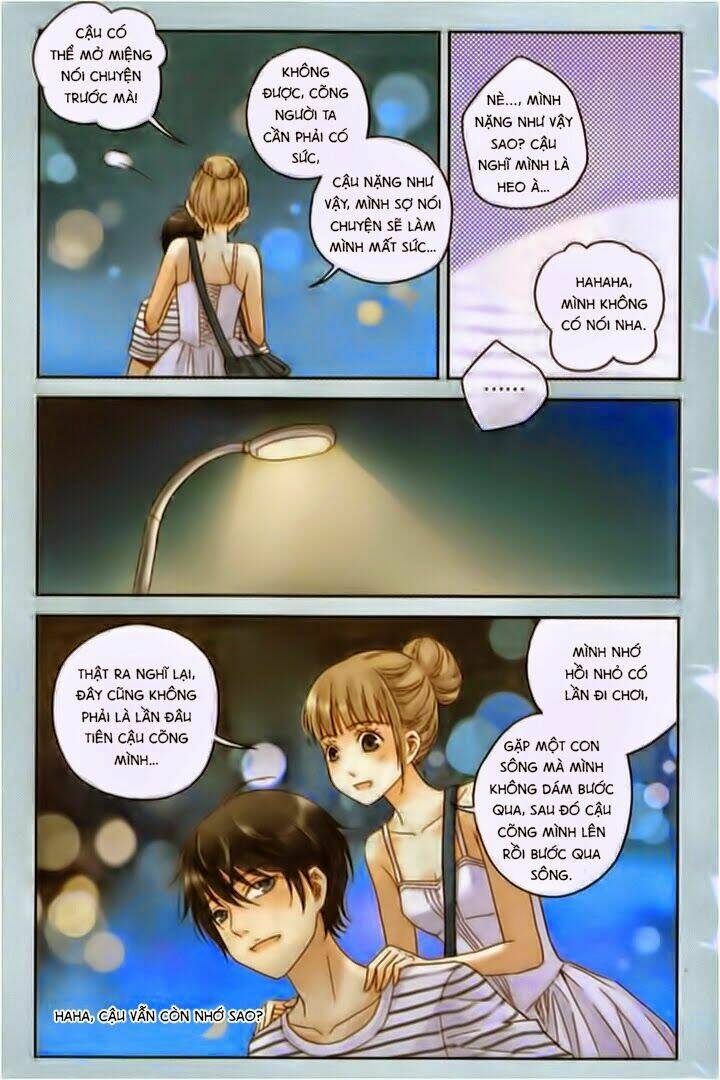 CẬU CÓ
THỂ MỞ MIỆNG
NÓI CHUYỆN
TRƯỚC MÀ!
KHÔNG
ĐƯỢC, CÕNG
NGƯỜI TA
CẦN PHẢI CÓ
SỨC,
CẬU NẶNG NHƯ
VẬY, MÌNH SỢ NÓI
CHUYỆN SẼ LÀM
MÌNH MẤT SỨC...
NÈ..., MÌNH
NẶNG NHƯ VẬY
SAO? CẬU
NGHĨ MÌNH LÀ
HEO À...
HAHAHA,
MÌNH KHÔNG
CÓ NÓI NHA.
......
THẬT RA NGHĨ LẠI,
ĐÂY CŨNG KHÔNG
PHẢI LÀ LẦN ĐẦU
TIÊN CẬU CÕNG
MÌNH...
MÌNH NHỚ
HỒI NHỎ CÓ
LẦN ĐI CHƠI,
GẶP MỘT CON
SÔNG MÀ MÌNH
KHÔNG DÁM BƯỚC
QUA, SAU ĐÓ CẬU
CÕNG MÌNH LÊN
RỒI BƯỚC QUA
SÔNG.
HAHA, CẬU VẪN CÒN NHỚ SAO?